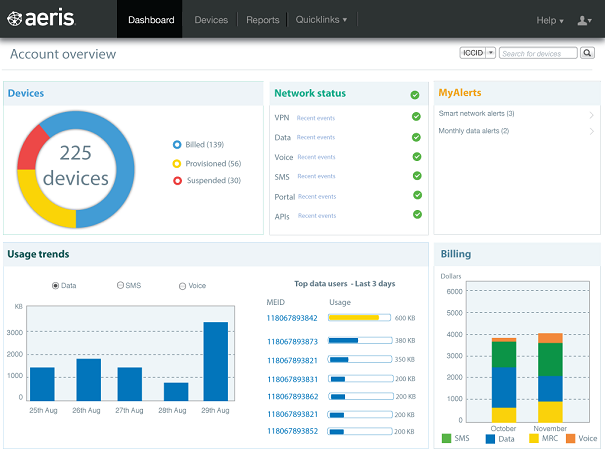 aeris
Dashboard Devices Reports Quicklinks Help
Account overview
ICCID Search for devices
Devices
225
devices
Billed (139)
Provisioned (56)
Suspended (30)
Network status
VPN Recent events
Data Recent events
Voice Recent events
SMS Recent events
Portal Recent events
APIs Recent events
MyAlerts
Smart network alerts (3)
Monthly data alerts (2)
Usage trends
Data SMS Voice
KB
3000
2000
1000
0
25th Aug 26th Aug 27th Aug 28th Aug 29th Aug
Top data users - Last 3 days
MEID Usage
118067893842 600 KB
118067893873 380 KB
118067893821 350 KB
118067893831 200 KB
118067893862 200 KB
118067893821 200 KB
118067893852 200 KB
Billing
Dollars
6000
5000
4000
3000
2000
1000
0
October November
SMS Data MRC Voice